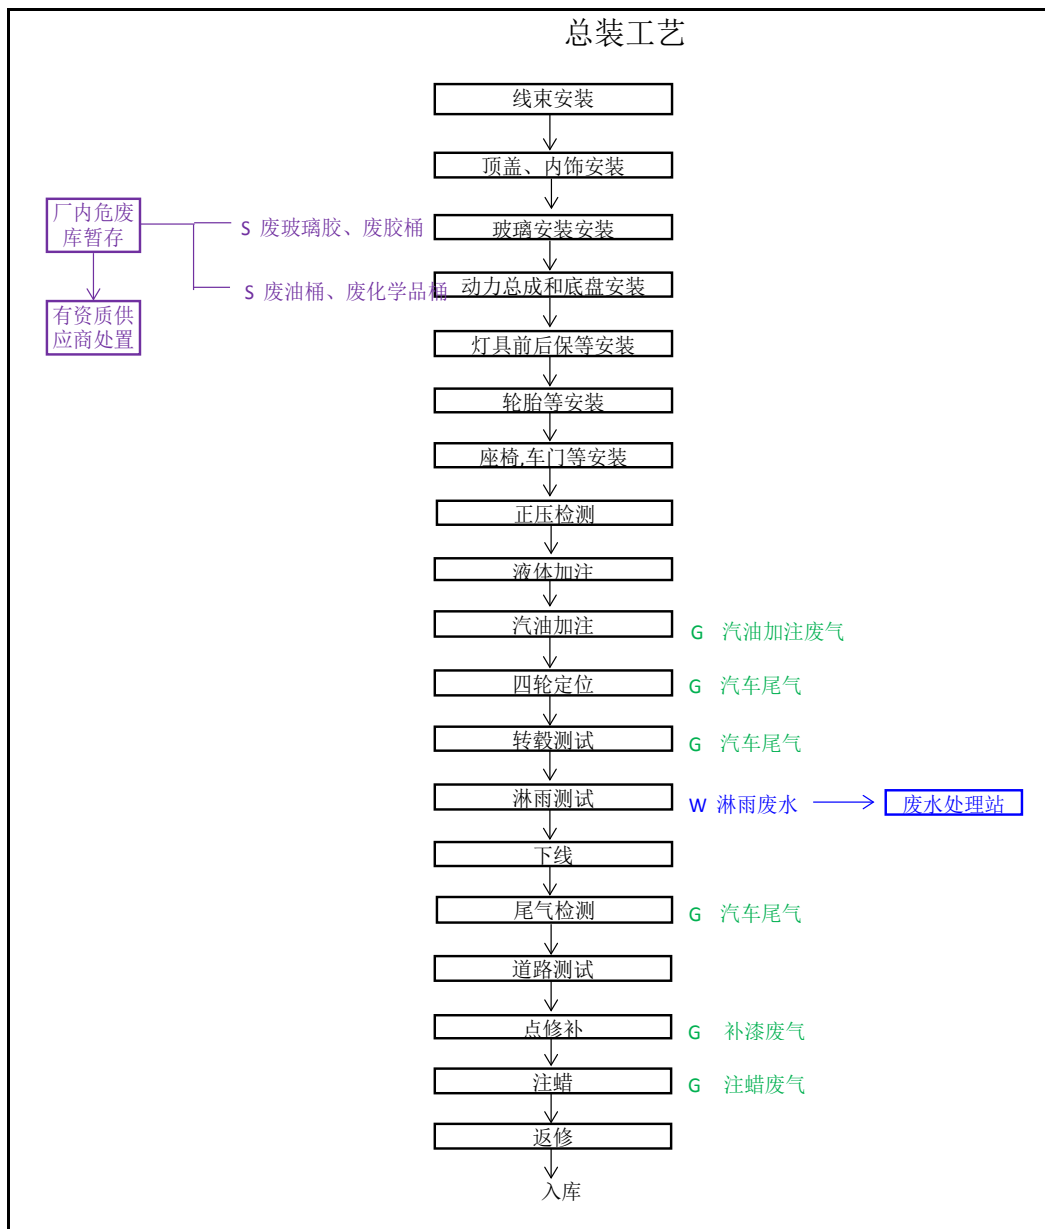 总装工艺
线束安装
顶盖、内饰安装
厂内危废
库暂存
S 废玻璃胶、废胶桶
玻璃安装安装
S 废油桶、废化学品桶
动力总成和底盘安装
有资质供
应商处置
灯具前后保等安装
轮胎等安装
座椅,车门等安装
正压检测
液体加注
汽油加注
G 汽油加注废气
四轮定位
G 汽车尾气
转毂测试
G 汽车尾气
淋雨测试
W 淋雨废水
废水处理站
下线
尾气检测
G 汽车尾气
道路测试
点修补
G 补漆废气
注蜡
G 注蜡废气
返修
入库